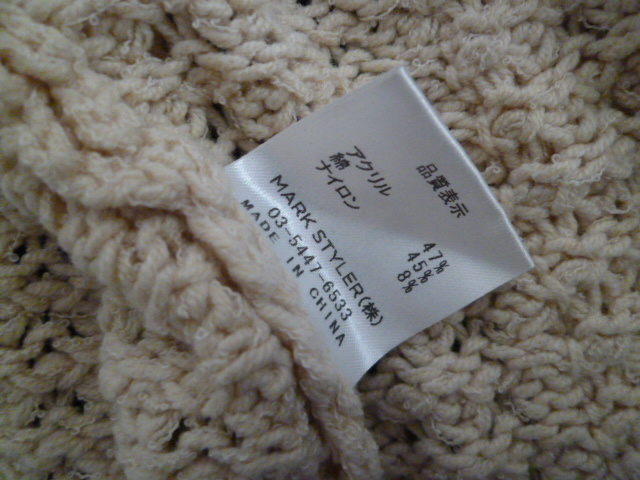 品質表示
アクリル 47%
綿 45%
ナイロン 8%
MARK STYLER(株)
03-5447-6533
MADE IN CHINA